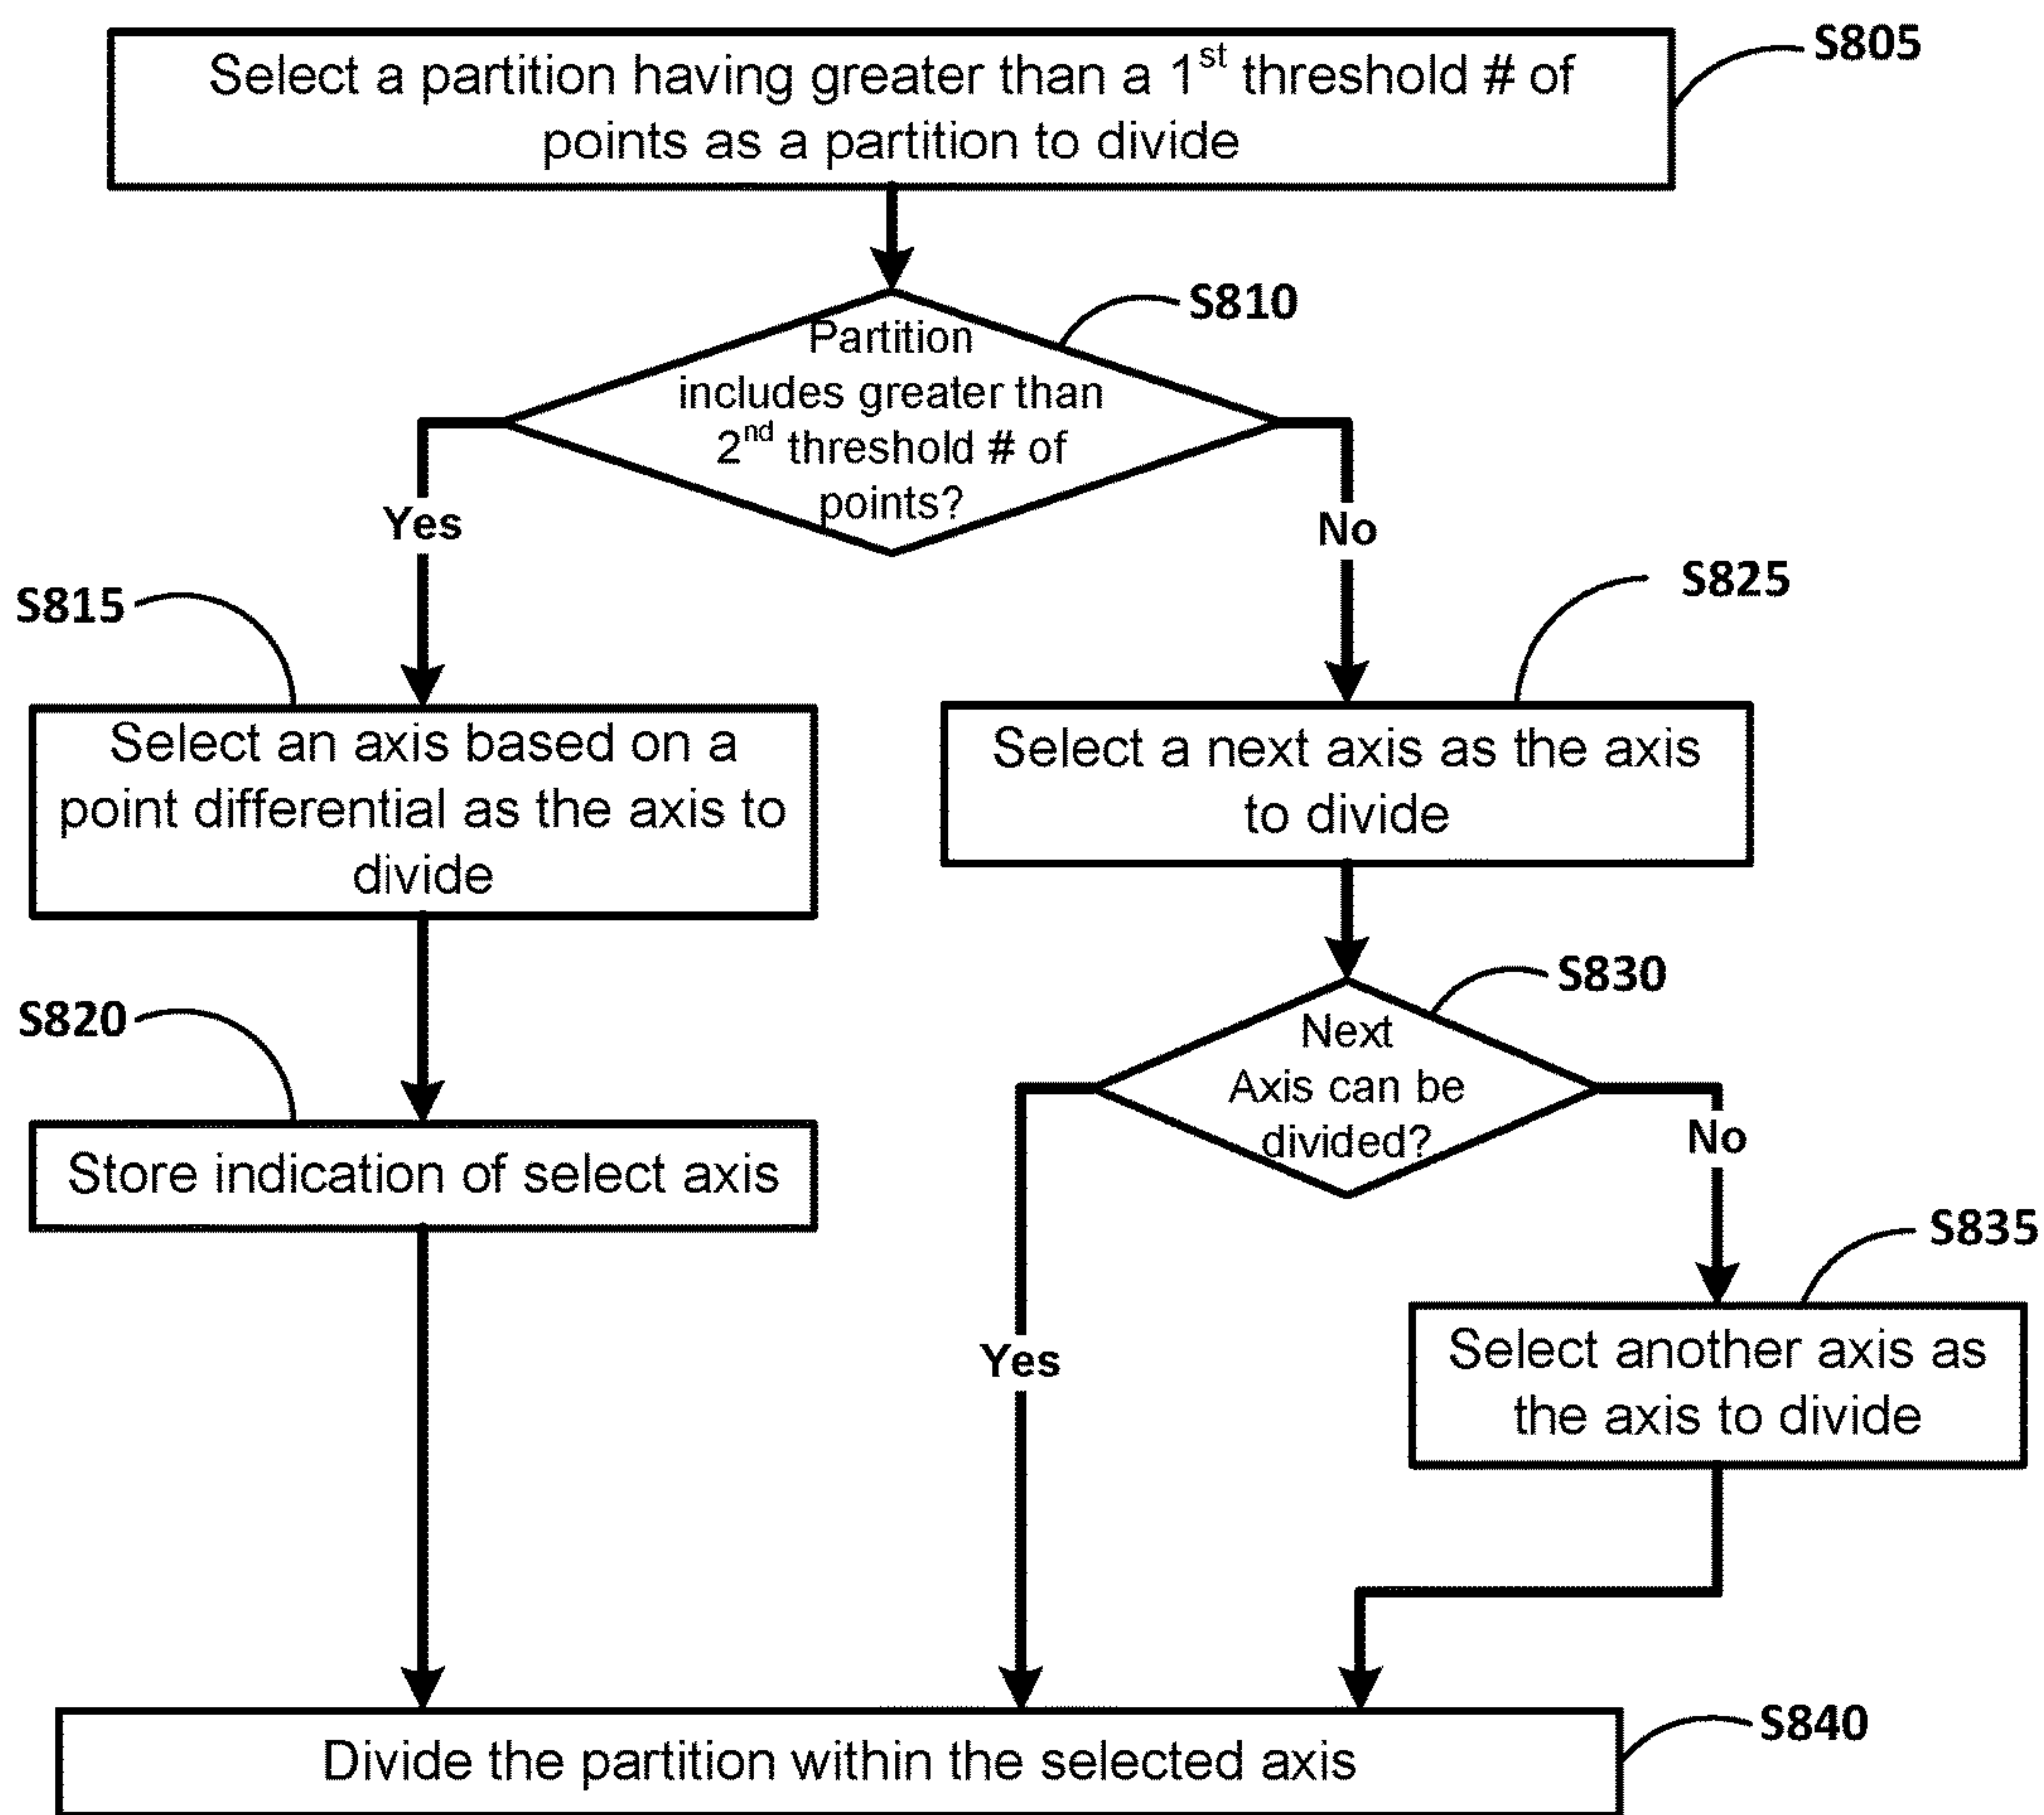 S805
Select a partition having greater than a 1st threshold # of
points as a partition to divide
S810
Partition
includes greater than
2nd threshold # of
points?
Yes
No
S815
S825
Select an axis based on a
point differential as the axis to
divide
Select a next axis as the axis
to divide
S820
S830
Next
Axis can be
divided?
Store indication of select axis
No
S835
Yes
Select another axis as
the axis to divide
S840
Divide the partition within the selected axis